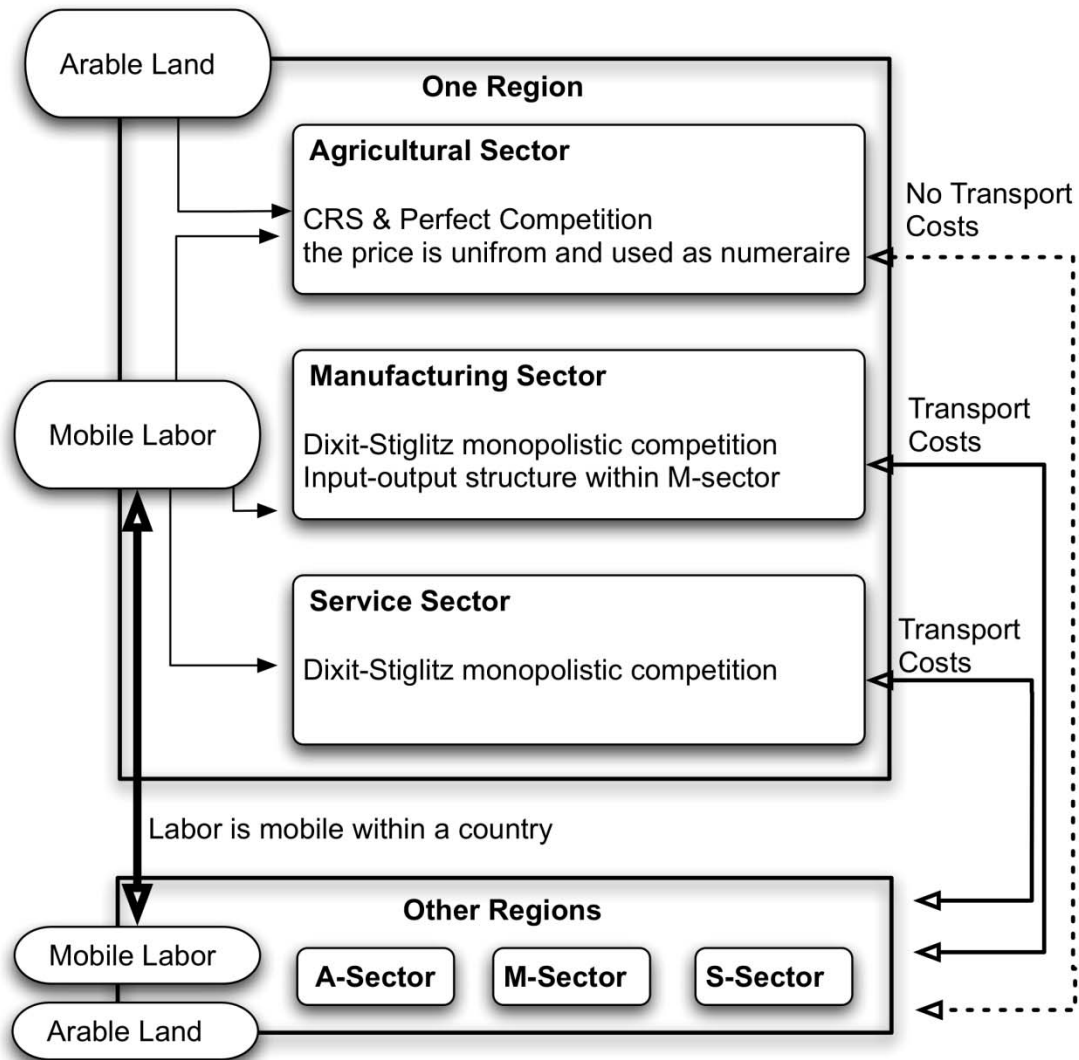 Arable Land
One Region
Agricultural Sector
CRS & Perfect Competition
the price is unifrom and used as numeraire
No Transport
Costs
Manufacturing Sector
Dixit-Stiglitz monopolistic competition
Input-output structure within M-sector
Mobile Labor
Transport
Costs
Service Sector
Dixit-Stiglitz monopolistic competition
Transport
Costs
Labor is mobile within a country
Other Regions
Mobile Labor
A-Sector
M-Sector
S-Sector
Arable Land